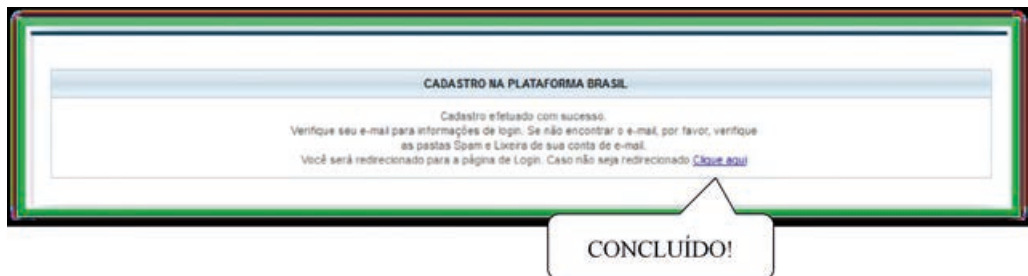 CADASTRO NA PLATAFORMA BRASIL
Cadastro efetuado com sucesso.
Verifique seu e-mail para informações de login. Se não encontrar o e-mail, por favor, verifique
as pastas Spam e Lixeira de sua conta de e-mail.
Você será redirecionado para a página de Login. Caso não seja redirecionado Clique aqui
CONCLUÍDO!